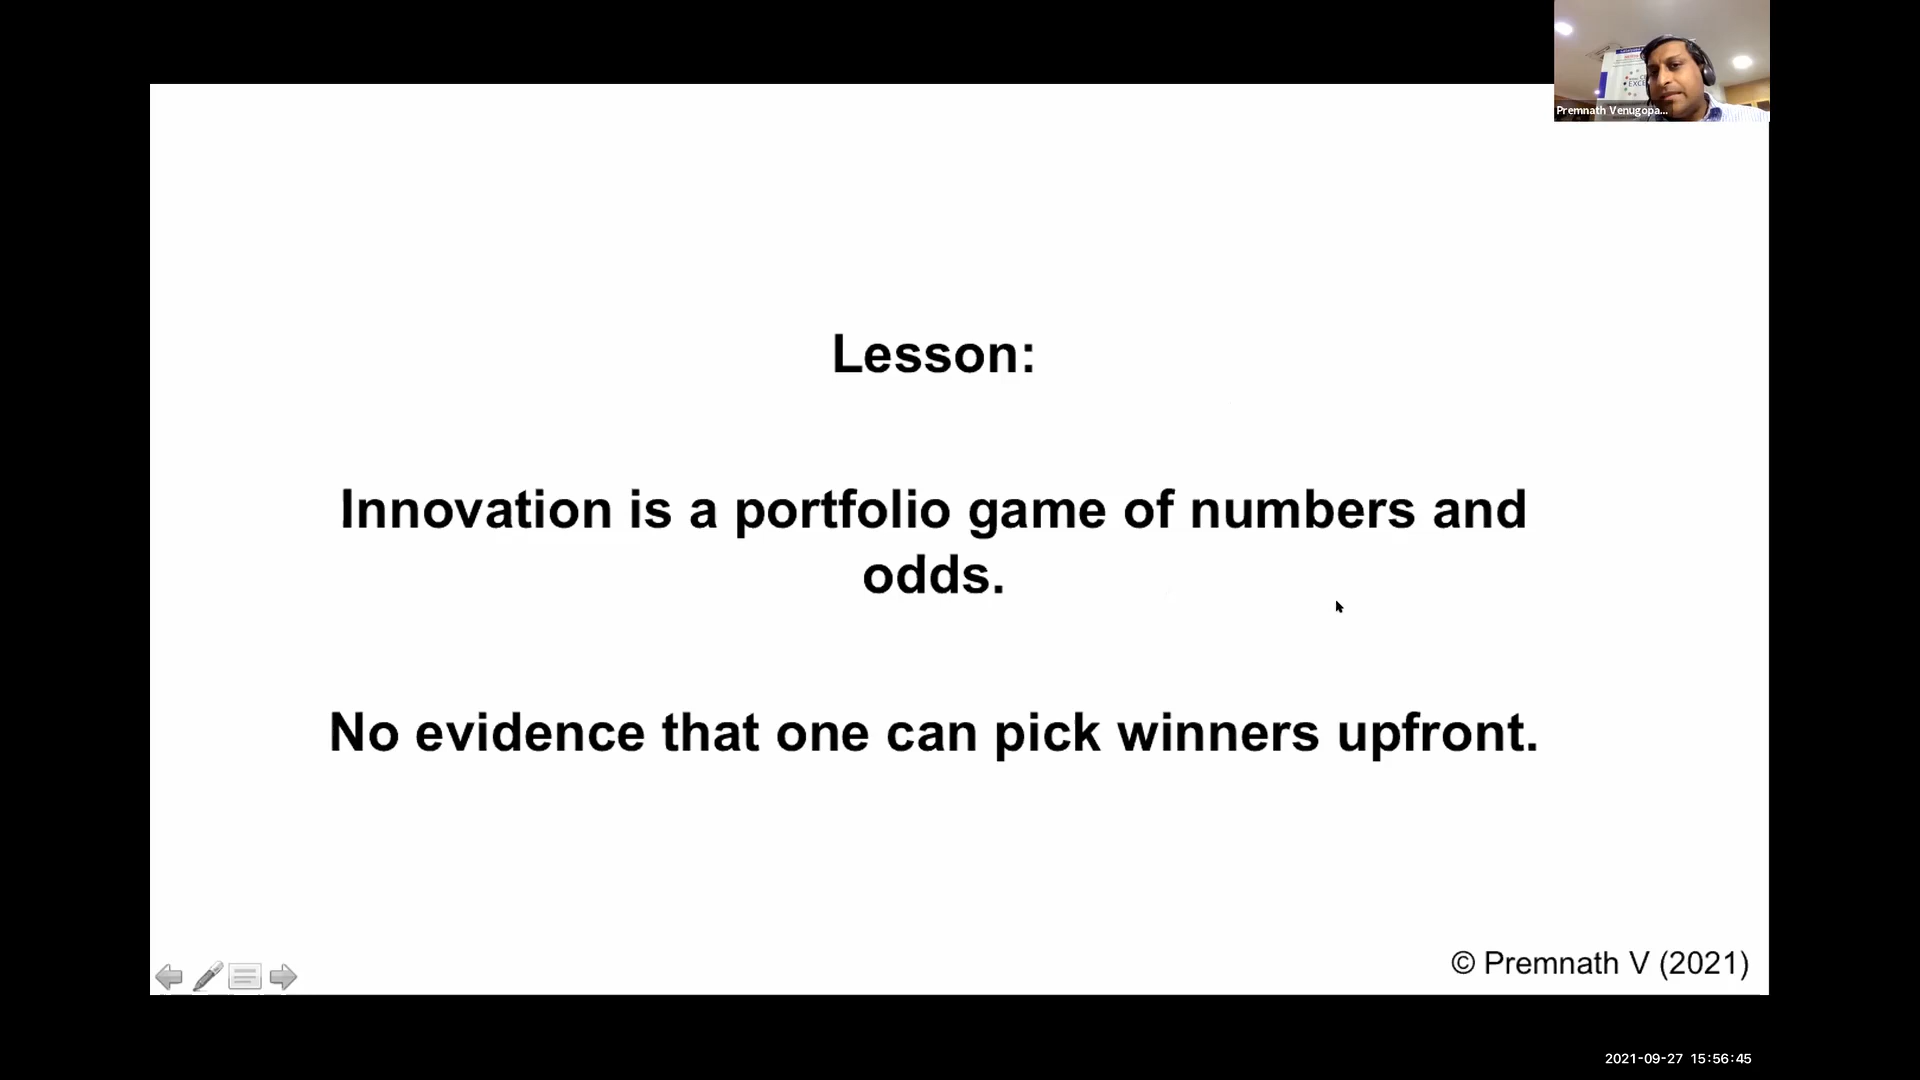 Premnath Venugopa...
Lesson:
Innovation is a portfolio game of numbers and
odds.
No evidence that one can pick winners upfront.
© Premnath V (2021)
2021-09-27 15:56:45